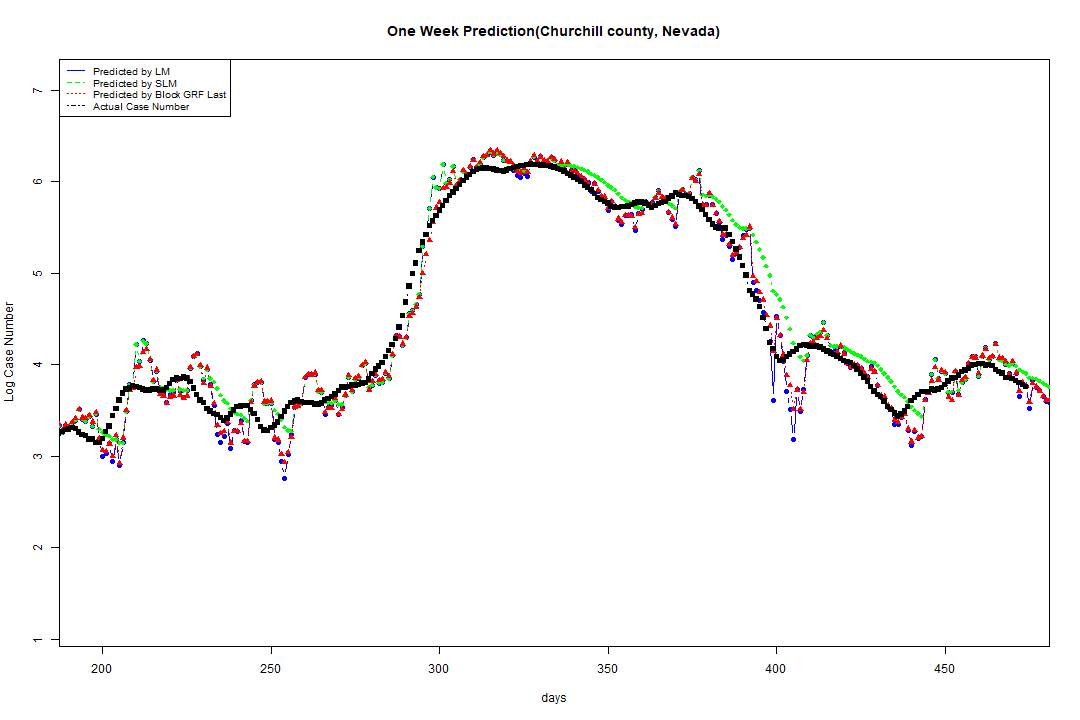 One Week Prediction(Churchill county, Nevada)
Predicted by LM
Predicted by SLM
Predicted by Block GRF Last
Actual Case Number
7
6
5
4
3
2
1
Log Case Number
200 250 300 350 400 450
days